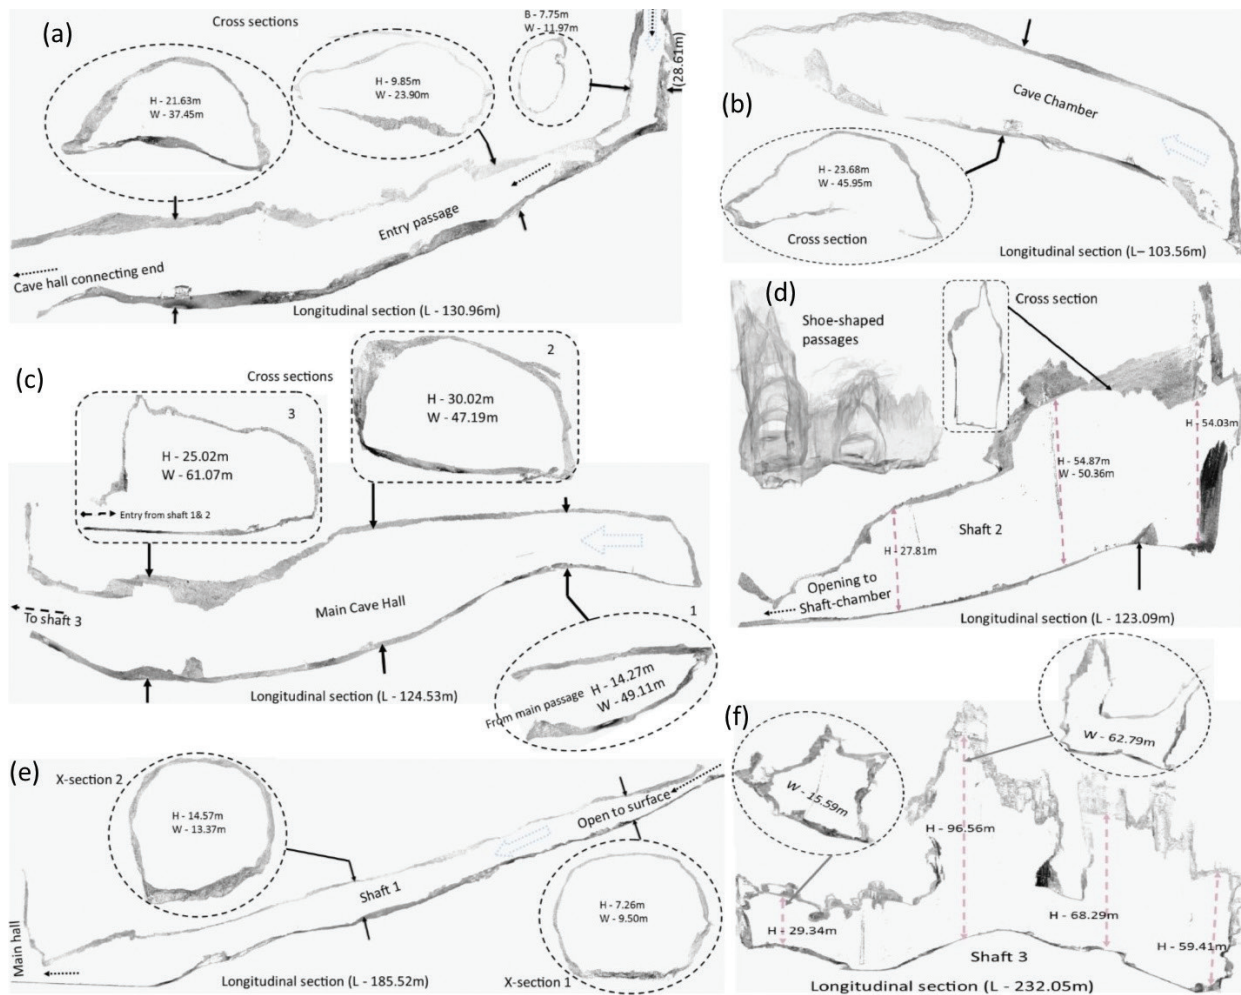 (a)
Cross sections
B - 7.75m
W - 11.97m
(28.61m)
H - 21.63m
W - 37.45m
H - 9.85m
W - 23.90m
Entry passage
Cave hall connecting end
Longitudinal section (L - 130.96m)
(b)
Cave Chamber
H - 23.68m
W - 45.95m
Cross section
Longitudinal section (L– 103.56m)
(c)
Cross sections
3
H - 25.02m
W - 61.07m
Entry from shaft 1& 2
2
H - 30.02m
W - 47.19m
Main Cave Hall
To shaft 3
1
H - 14.27m
W - 49.11m
From main passage
Longitudinal section (L - 124.53m)
(d)
Shoe-shaped
passages
Cross section
H - 54.03m
H - 54.87m
W - 50.36m
Shaft 2
H - 27.81m
Opening to
Shaft-chamber
Longitudinal section (L - 123.09m)
(e)
X-section 2
H - 14.57m
W - 13.37m
Open to surface
Shaft 1
H - 7.26m
W - 9.50m
X-section 1
Main hall
Longitudinal section (L - 185.52m)
(f)
W - 62.79m
W - 15.59m
H - 96.56m
H - 29.34m
H - 68.29m
H - 59.41m
Shaft 3
Longitudinal section (L - 232.05m)